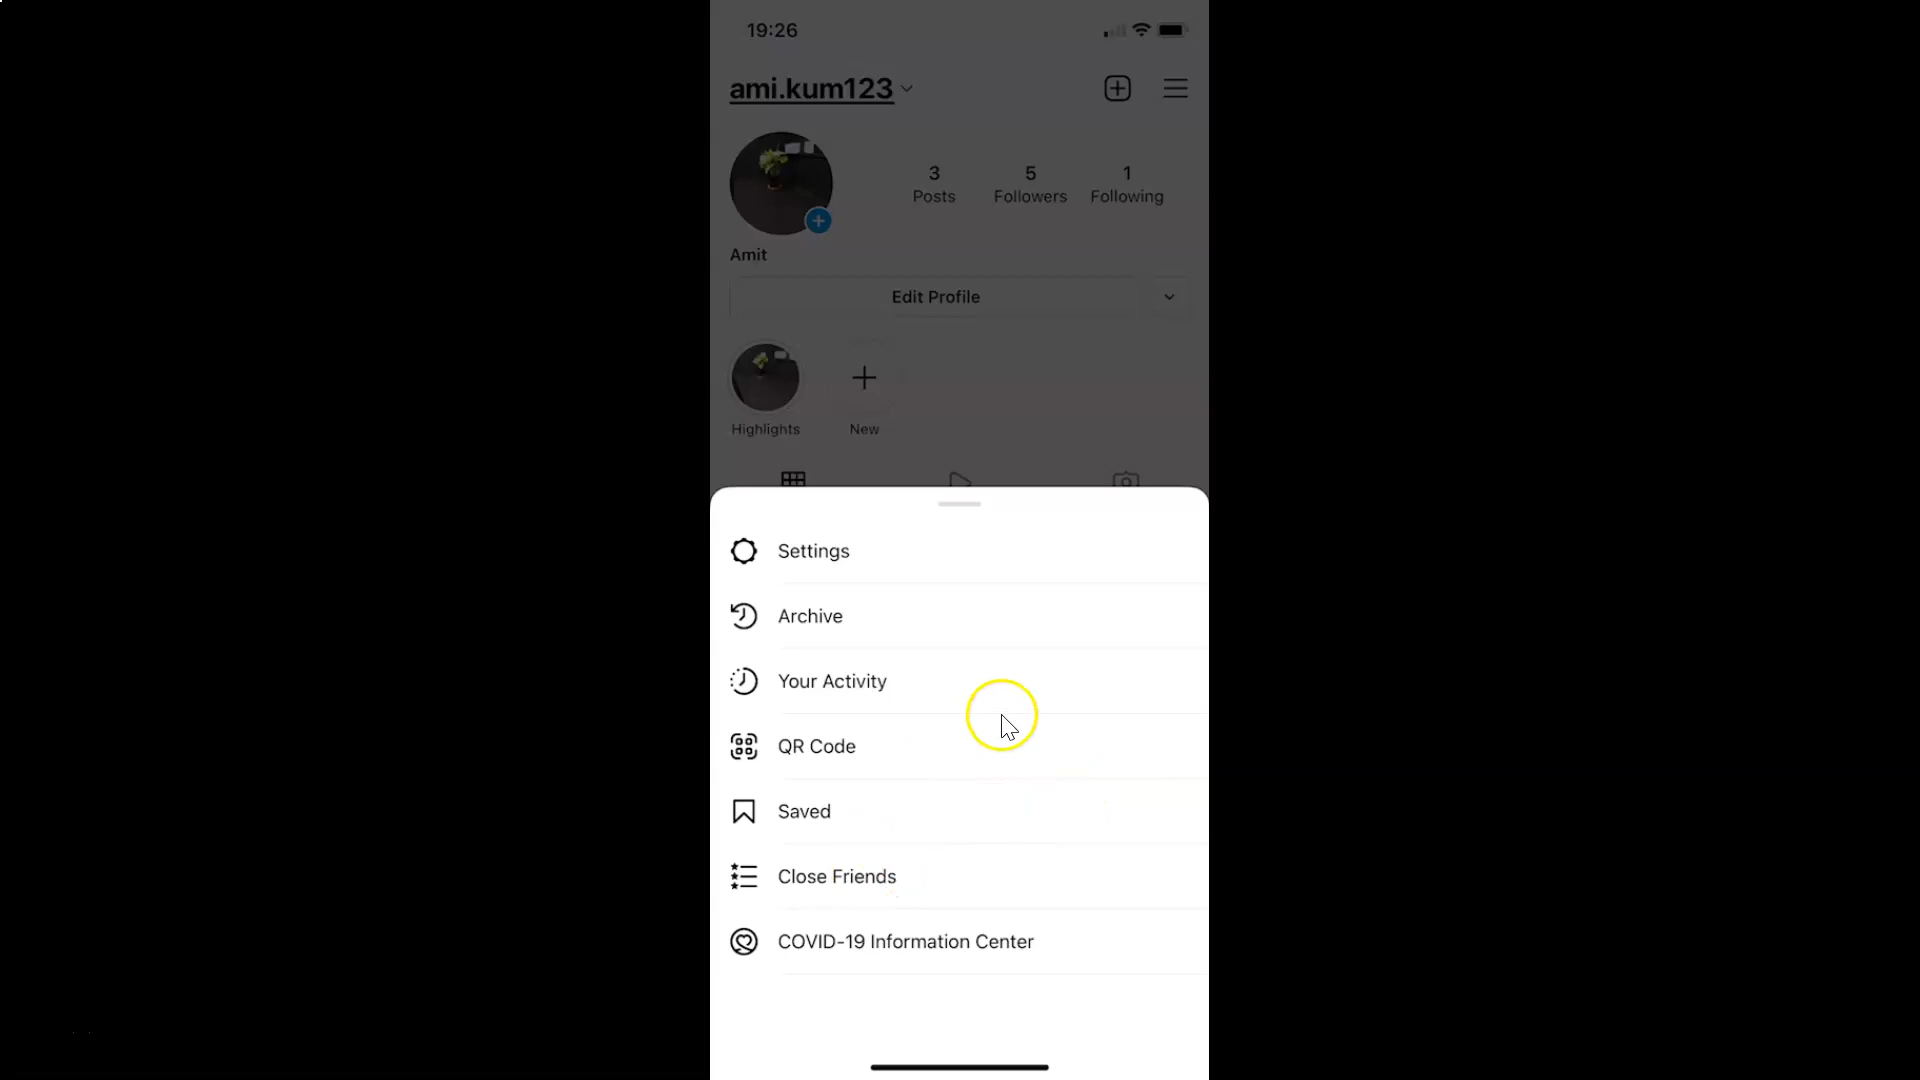 19:26
ami.kum123
3 5 1
Posts Followers Following
Amit
Edit Profile
Highlights New
Settings
Archive
Your Activity
QR Code
Saved
Close Friends
COVID-19 Information Center